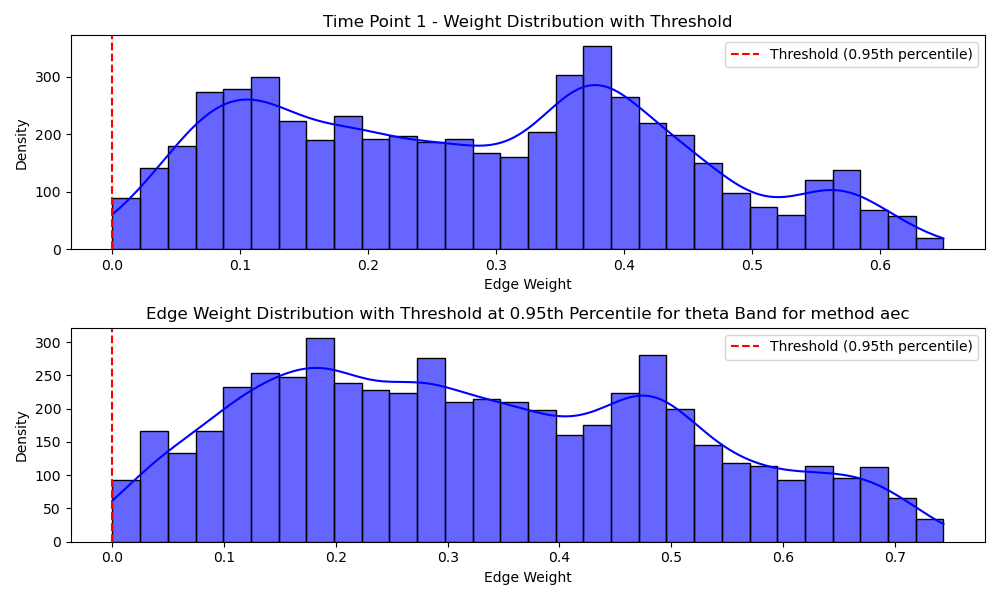 Time Point 1 - Weight Distribution with Threshold
Threshold (0.95th percentile)
300
200
100
0
Density
0.0 0.1 0.2 0.3 0.4 0.5 0.6
Edge Weight
Edge Weight Distribution with Threshold at 0.95th Percentile for theta Band for method aec
Threshold (0.95th percentile)
300
250
200
150
100
50
0
Density
0.0 0.1 0.2 0.3 0.4 0.5 0.6 0.7
Edge Weight